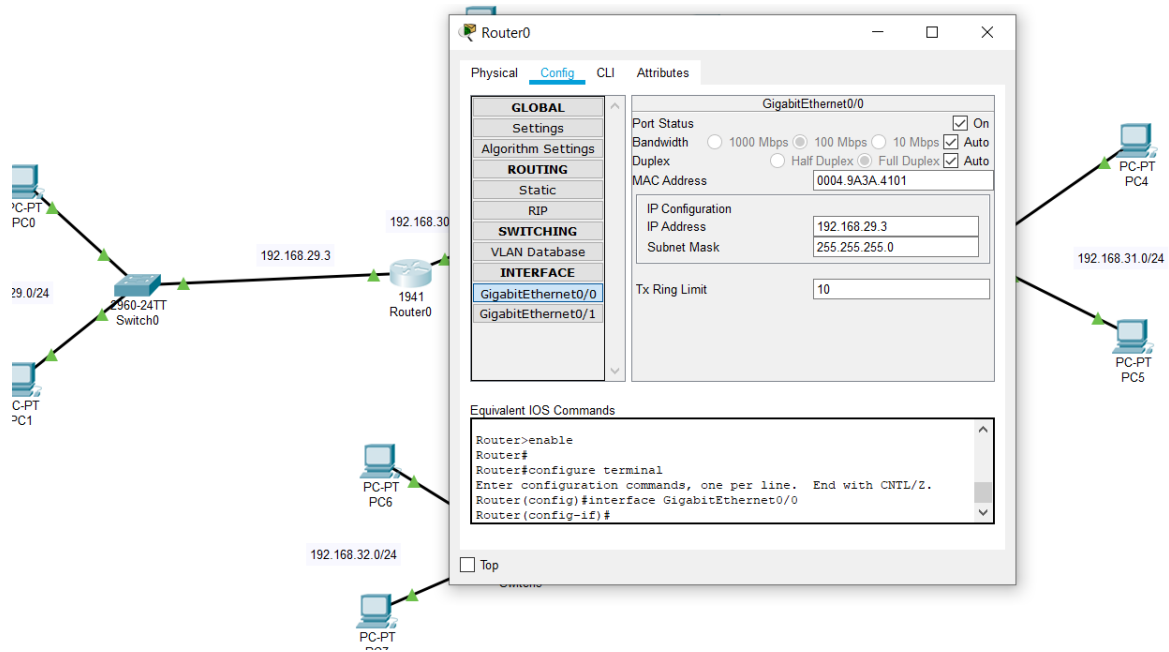 Router0
Physical Config CLI Attributes
GLOBAL
Settings
Algorithm Settings
ROUTING
Static
RIP
SWITCHING
VLAN Database
INTERFACE
GigabitEthernet0/0
GigabitEthernet0/1
GigabitEthernet0/0
Port Status On
Bandwidth 1000 Mbps 100 Mbps 10 Mbps Auto
Duplex Half Duplex Full Duplex Auto
MAC Address 0004.9A3A.4101
IP Configuration
IP Address 192.168.29.3
Subnet Mask 255.255.255.0
Tx Ring Limit 10
Equivalent IOS Commands
Router>enable
Router#
Router#configure terminal
Enter configuration commands, one per line. End with CNTL/Z.
Router(config)#interface GigabitEthernet0/0
Router(config-if)#
Top
PC-PT
PC0
29.0/24
2960-24TT
Switch0
C-PT
PC1
192.168.29.3
192.168.30
1941
Router0
PC-PT
PC6
192.168.32.0/24
PC-PT
PC-PT
PC4
192.168.31.0/24
PC-PT
PC5